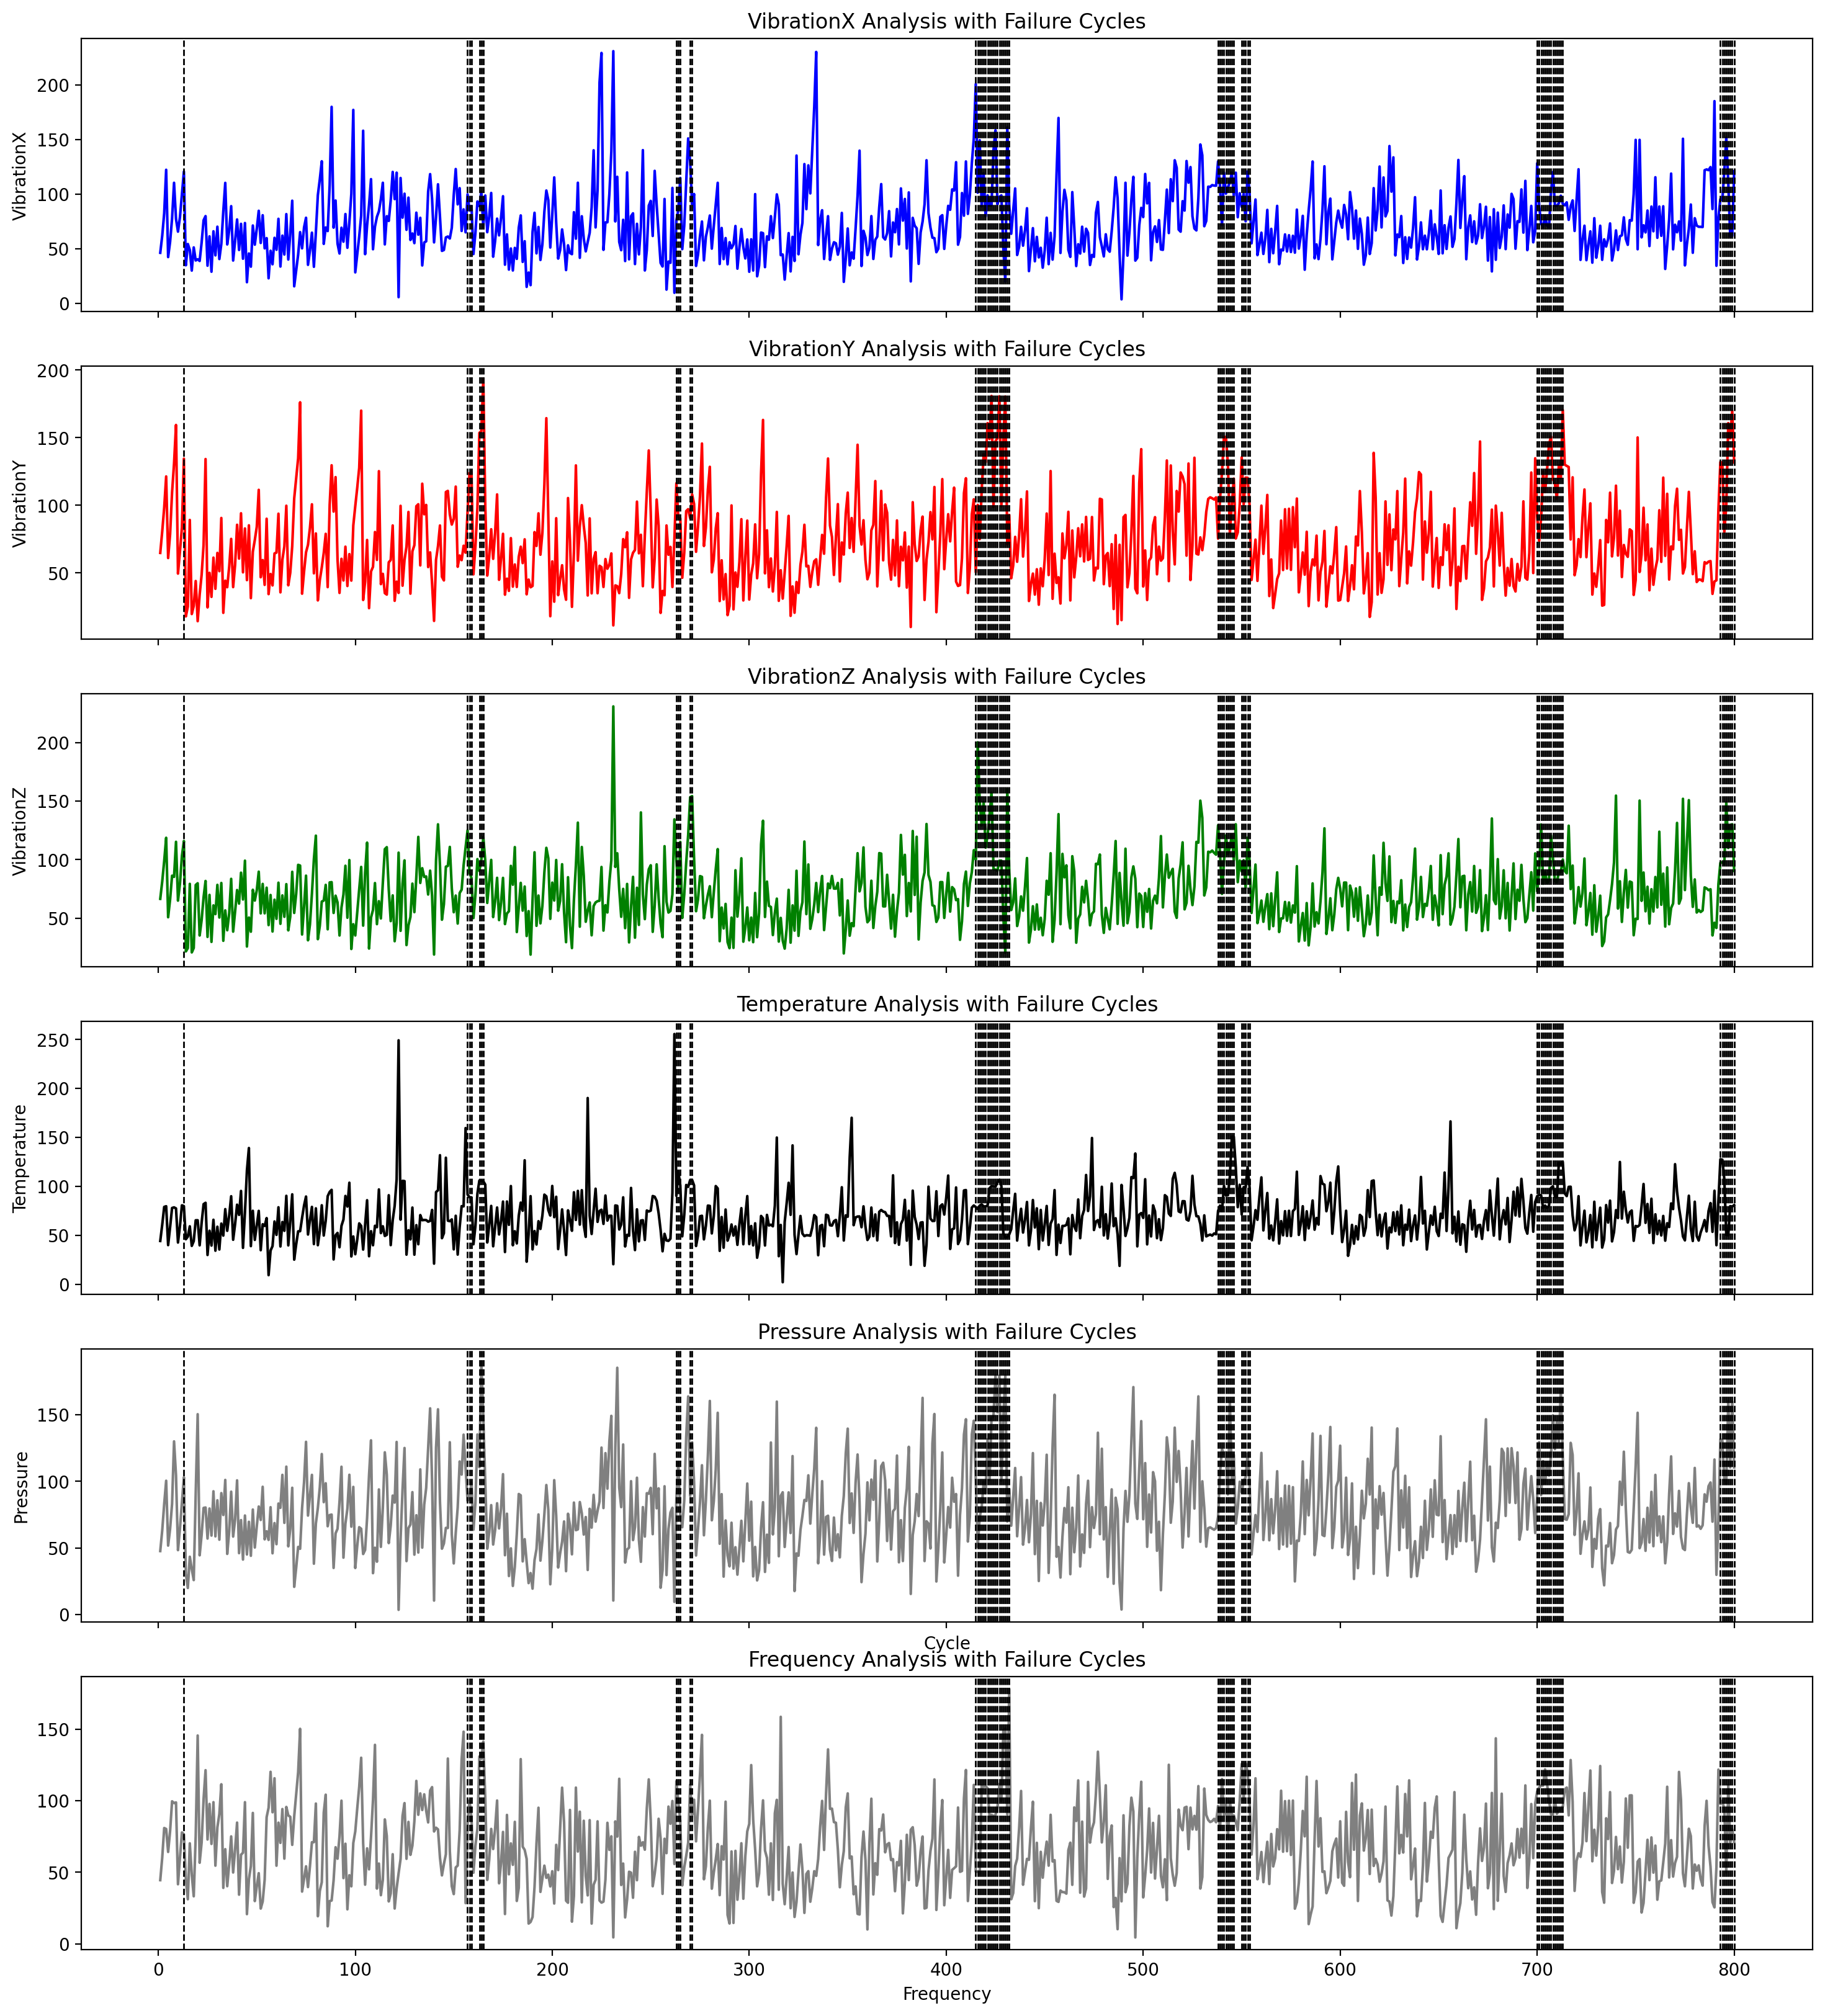 VibrationX Analysis with Failure Cycles
200
150
100
50
0
VibrationX
VibrationY Analysis with Failure Cycles
200
150
100
50
VibrationY
VibrationZ Analysis with Failure Cycles
200
150
100
50
VibrationZ
Temperature Analysis with Failure Cycles
250
200
150
100
50
0
Temperature
Pressure Analysis with Failure Cycles
150
100
50
0
Pressure
Cycle
Frequency Analysis with Failure Cycles
150
100
50
0
0 100 200 300 400 500 600 700 800
Frequency